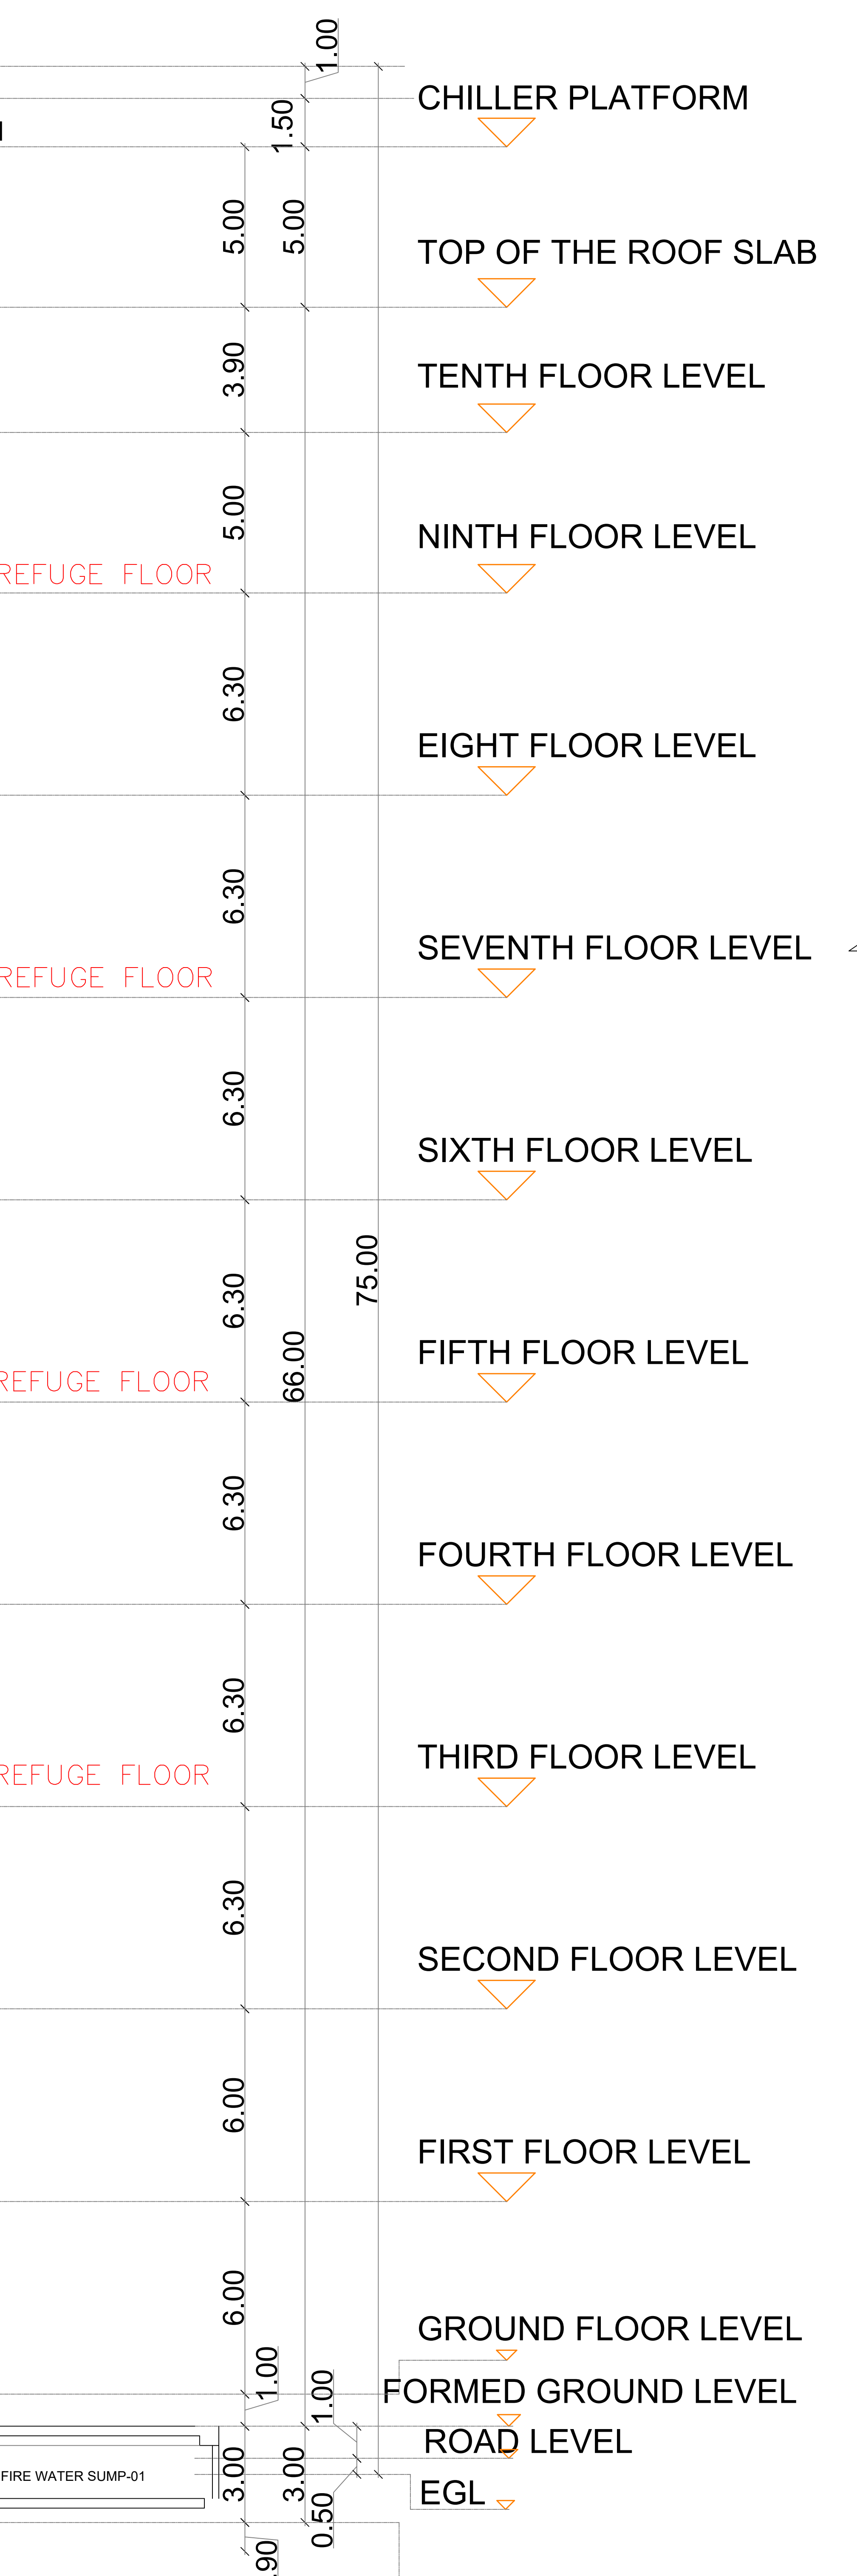 1.00
CHILLER PLATFORM
1.50
5.00 5.00
TOP OF THE ROOF SLAB
3.90
TENTH FLOOR LEVEL
5.00
NINTH FLOOR LEVEL
REFUGE FLOOR
6.30
EIGHT FLOOR LEVEL
6.30
SEVENTH FLOOR LEVEL
REFUGE FLOOR
6.30
SIXTH FLOOR LEVEL
75.00
6.30
66.00
FIFTH FLOOR LEVEL
REFUGE FLOOR
6.30
FOURTH FLOOR LEVEL
6.30
THIRD FLOOR LEVEL
REFUGE FLOOR
6.30
SECOND FLOOR LEVEL
6.00
FIRST FLOOR LEVEL
6.00
GROUND FLOOR LEVEL
1.00
1.00
FORMED GROUND LEVEL
ROAD LEVEL
FIRE WATER SUMP-01
3.00 3.00
EGL
0.50
.90